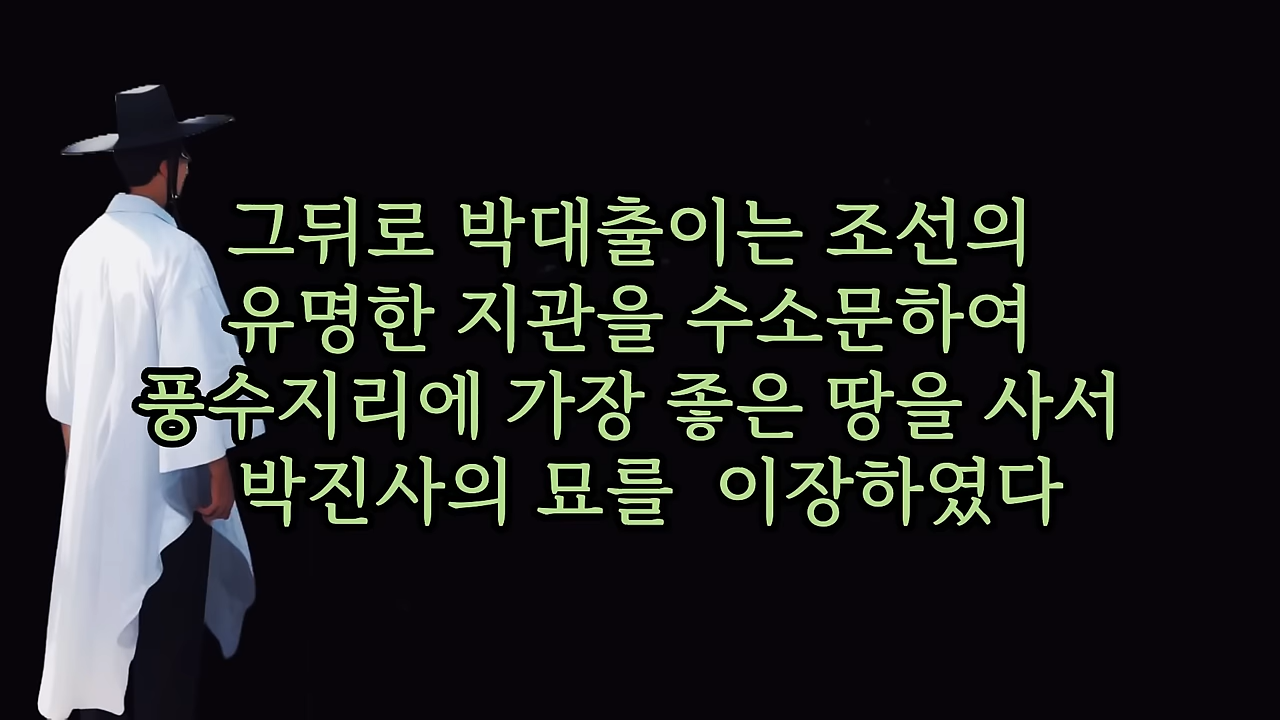 그뒤로 박대출이는 조선의
유명한 지관을 수소문하여
풍수지리에 가장 좋은 땅을 사서
박진사의 묘를 이장하였다